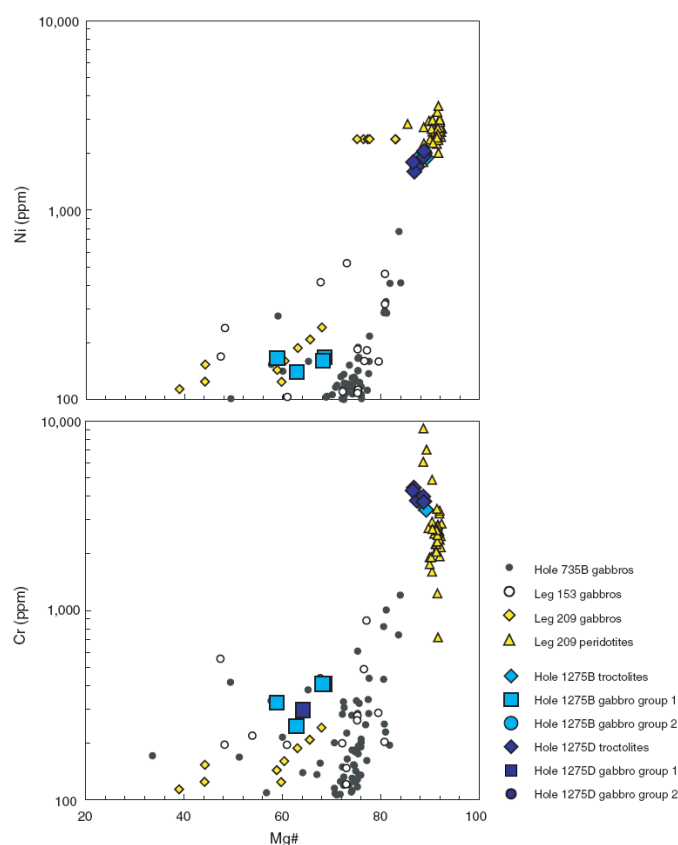 10,000
Ni (ppm)
1,000
100
10,000
Cr (ppm)
1,000
100
20 40 60 80 100
Mg#
Hole 735B gabbros
Leg 153 gabbros
Leg 209 gabbros
Leg 209 peridotites
Hole 1275B troctolites
Hole 1275B gabbro group 1
Hole 1275B gabbro group 2
Hole 1275D troctolites
Hole 1275D gabbro group 1
Hole 1275D gabbro group 2